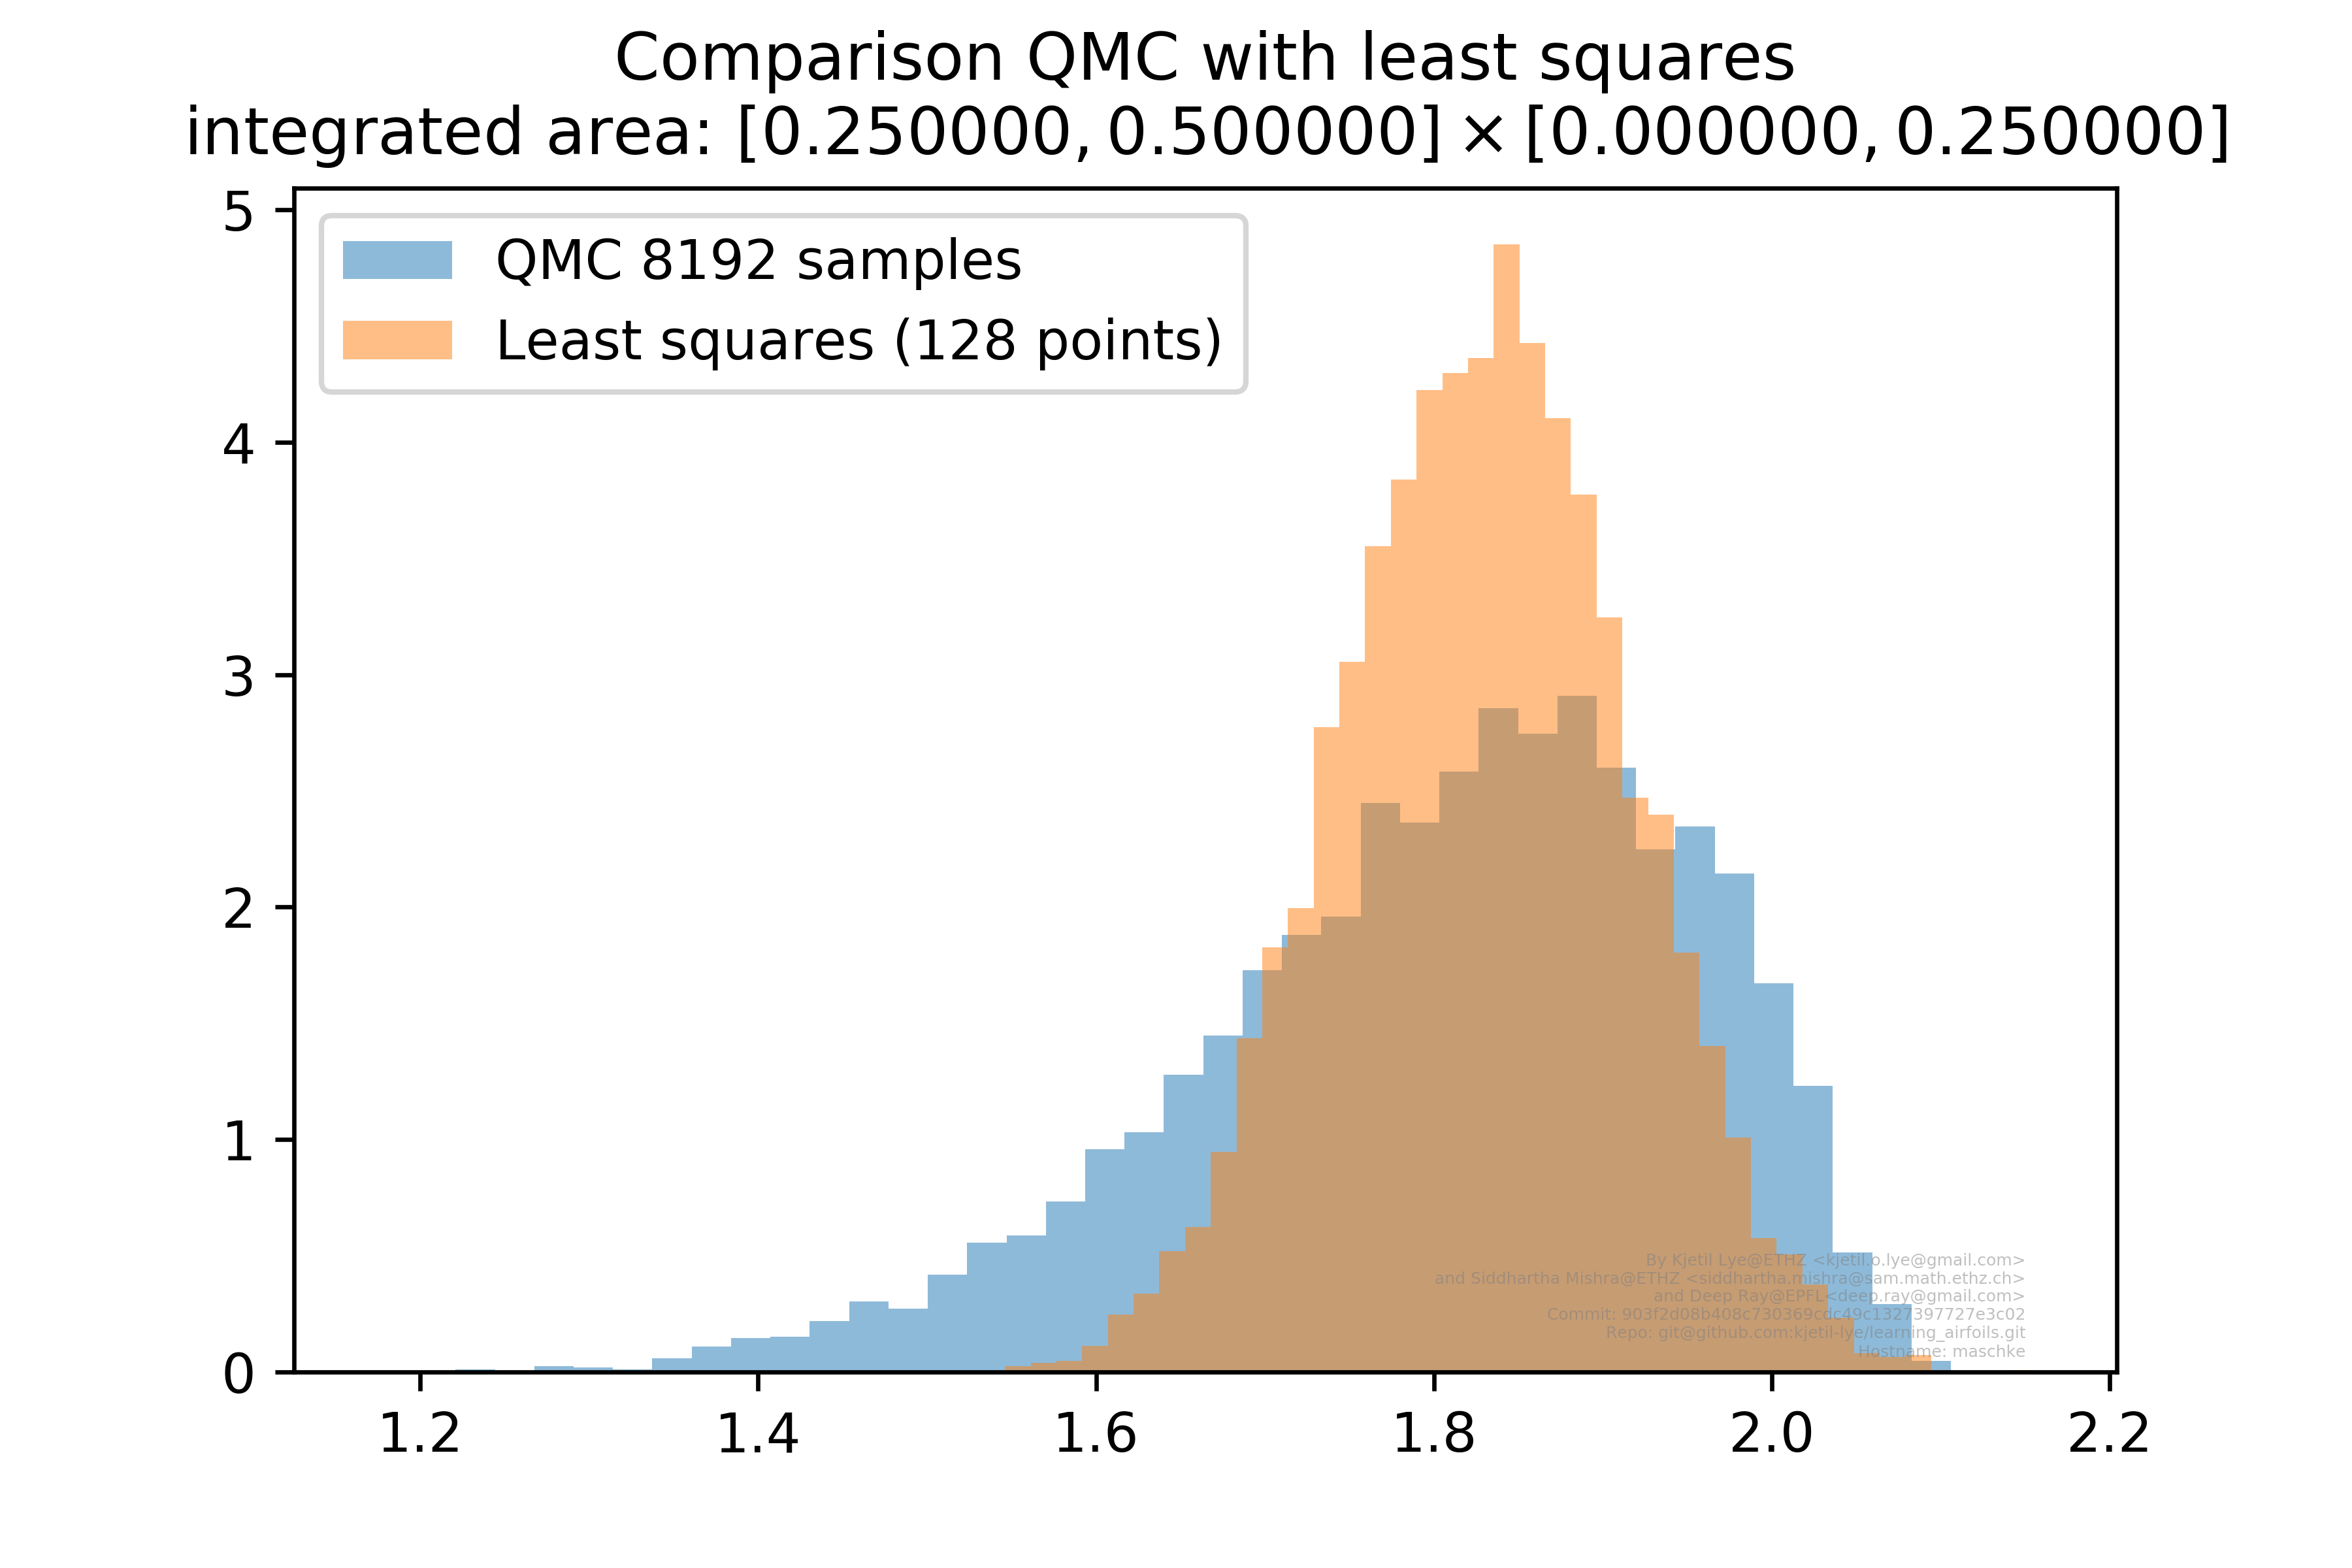 Comparison QMC with least squares
integrated area: [0.250000, 0.500000] × [0.000000, 0.250000]
5
QMC 8192 samples
Least squares (128 points)
4
3
2
1
0
By Kjetil Lye@ETHZ <kjetil.o.lye@gmail.com>
and Siddhartha Mishra@ETHZ <siddhartha.mishra@sam.math.ethz.ch>
and Deep Ray@EPFL<deep.ray@gmail.com>
Commit: 903f2d08b408c730369cdc49c1327397727e3c02
Repo: git@github.com:kjetil-lye/learning_airfoils.git
Hostname: maschke
1.2 1.4 1.6 1.8 2.0 2.2